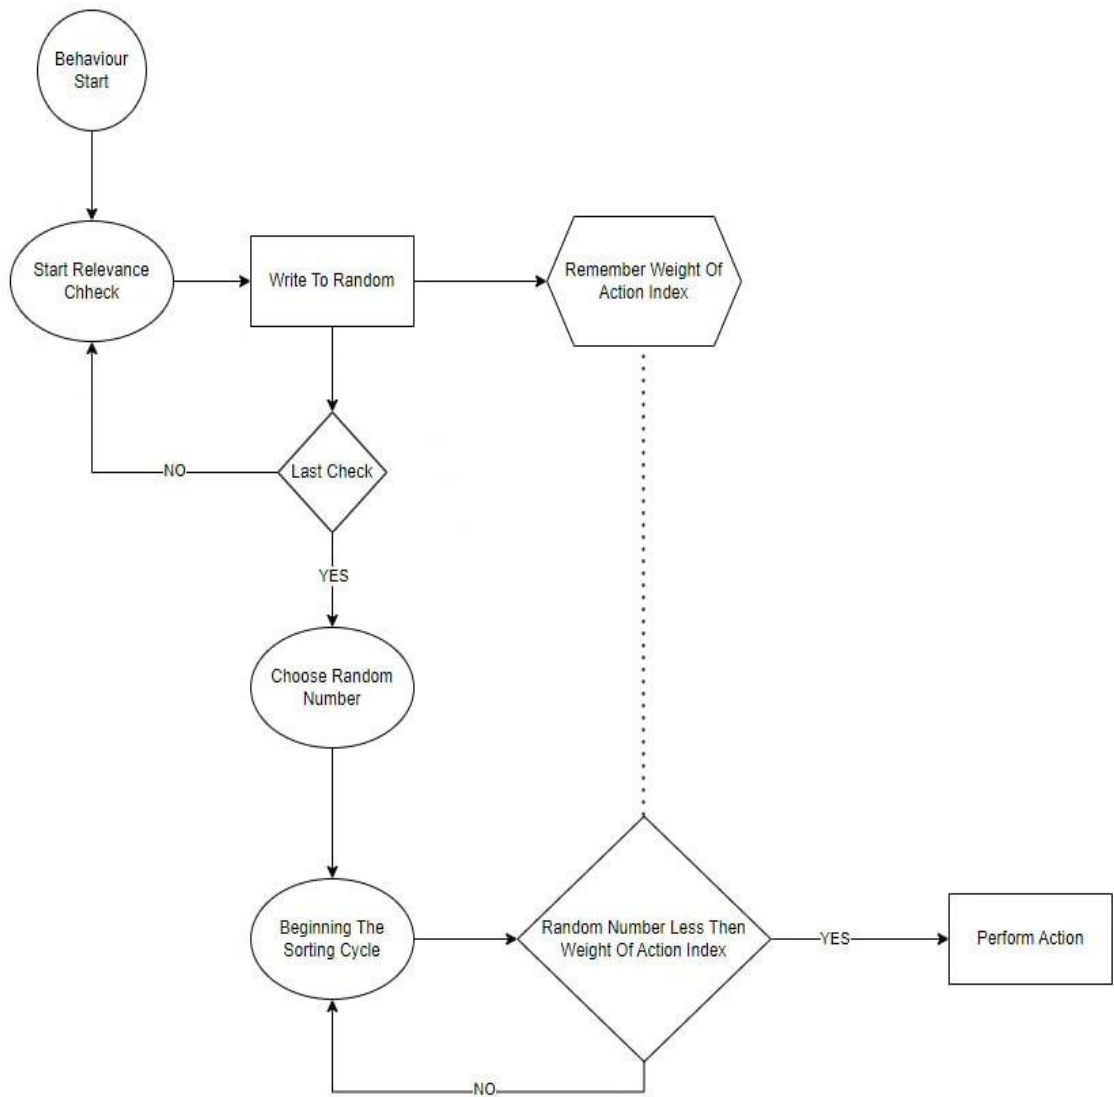 Behaviour
Start
Start Relevance
Chheck
Write To Random
Remember Weight Of
Action Index
NO
Last Check
YES
Choose Random
Number
Beginning The
Sorting Cycle
Random Number Less Then
Weight Of Action Index
YES
Perform Action
NO